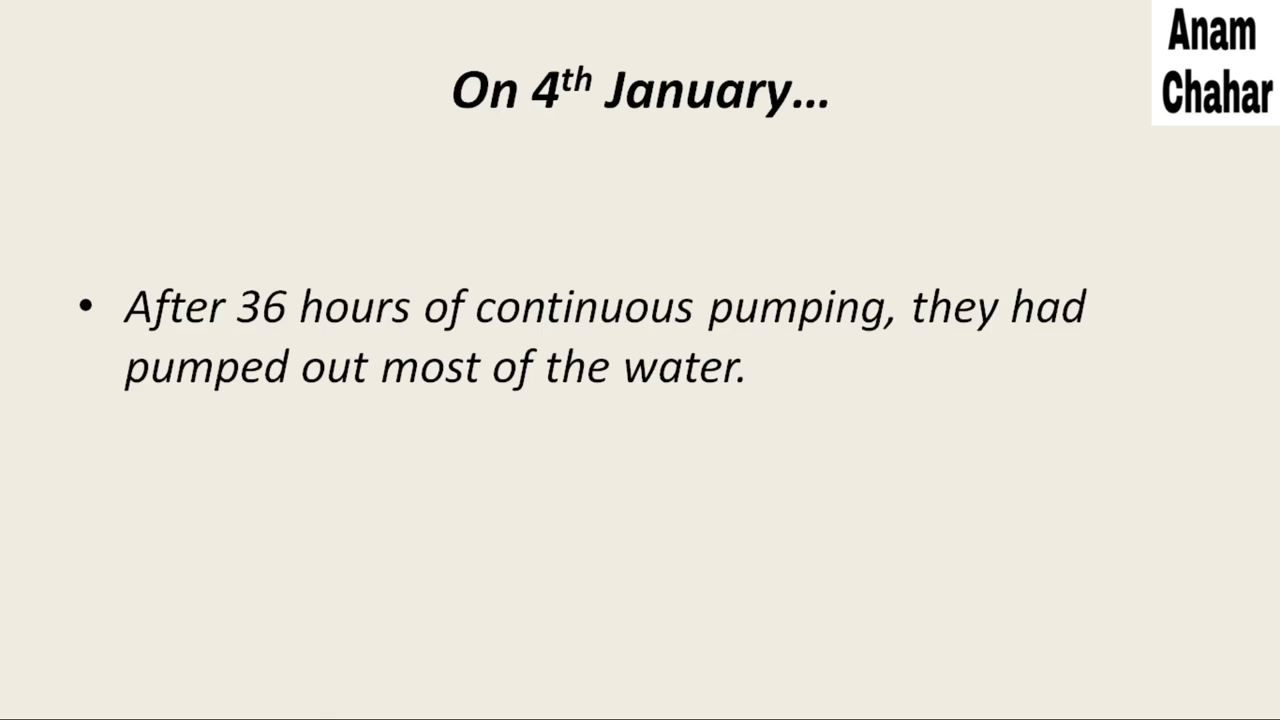 Anam
Chahar
On 4th January...
• After 36 hours of continuous pumping, they had
pumped out most of the water.